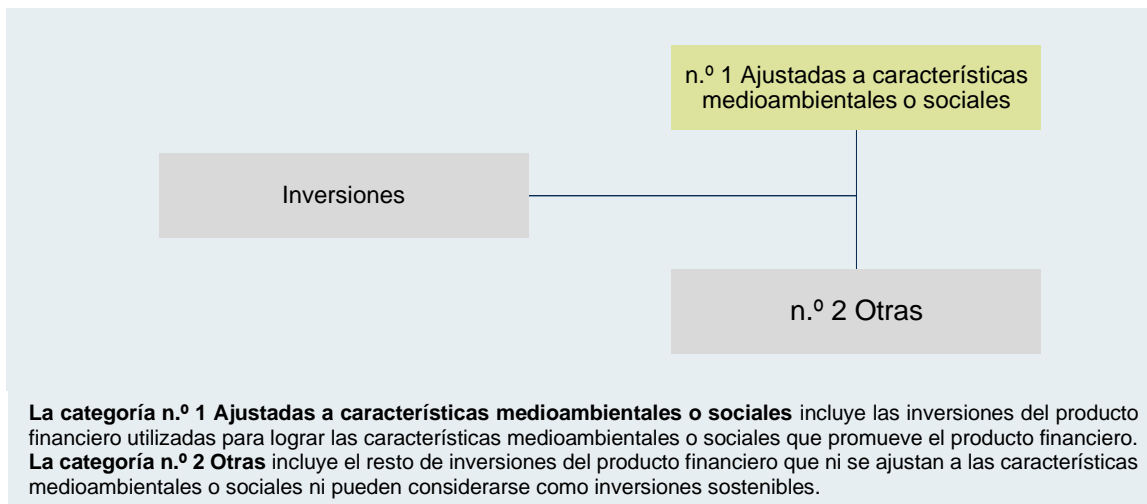 n.º 1 Ajustadas a características
medioambientales o sociales
Inversiones
n.º 2 Otras
La categoría n.º 1 Ajustadas a características medioambientales o sociales incluye las inversiones del producto
financiero utilizadas para lograr las características medioambientales o sociales que promueve el producto financiero.
La categoría n.º 2 Otras incluye el resto de inversiones del producto financiero que ni se ajustan a las características
medioambientales o sociales ni pueden considerarse como inversiones sostenibles.